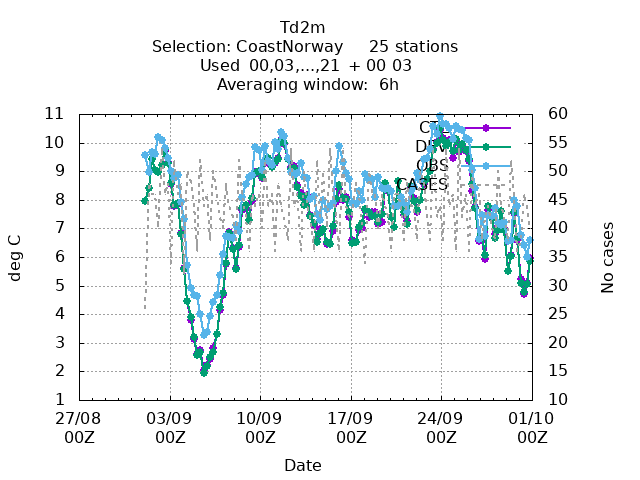 Td2m
Selection: CoastNorway 25 stations
Used 00,03,...,21 + 00 03
Averaging window: 6h
11
10
9
8
7
6
5
4
3
2
1
60
55
50
45
40
35
30
25
20
15
10
deg C
No cases
CTL
DRV
OBS
CASES
27/08 03/09 10/09 17/09 24/09 01/10
00Z 00Z 00Z 00Z 00Z 00Z
Date